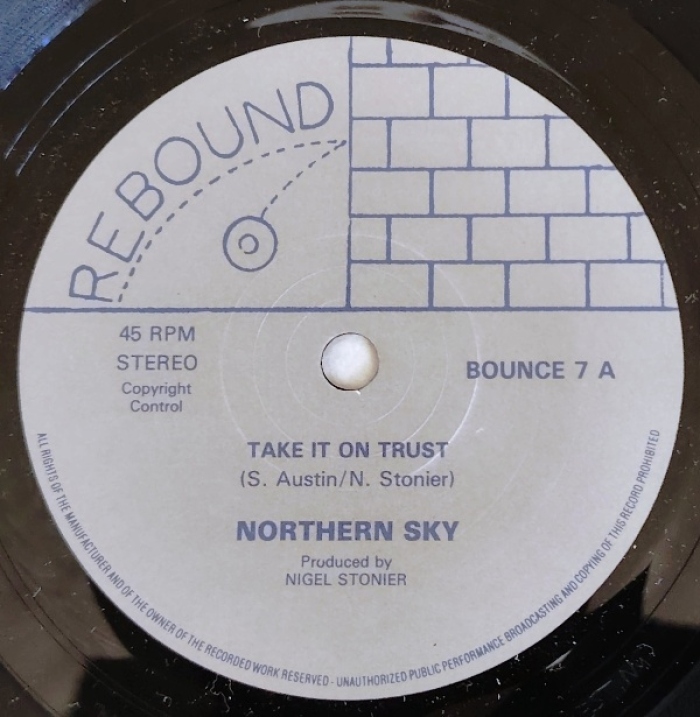 REBOUND
45 RPM
STEREO
Copyright
Control
BOUNCE 7 A
TAKE IT ON TRUST
(S. Austin/N. Stonier)
NORTHERN SKY
Produced by
NIGEL STONIER
ALL RIGHTS OF THE MANUFACTURER AND OF THE OWNER OF THE RECORDED WORK RESERVED - UNAUTHORIZED PUBLIC PERFORMANCE BROADCASTING AND COPYING OF THIS RECORD PROHIBITED